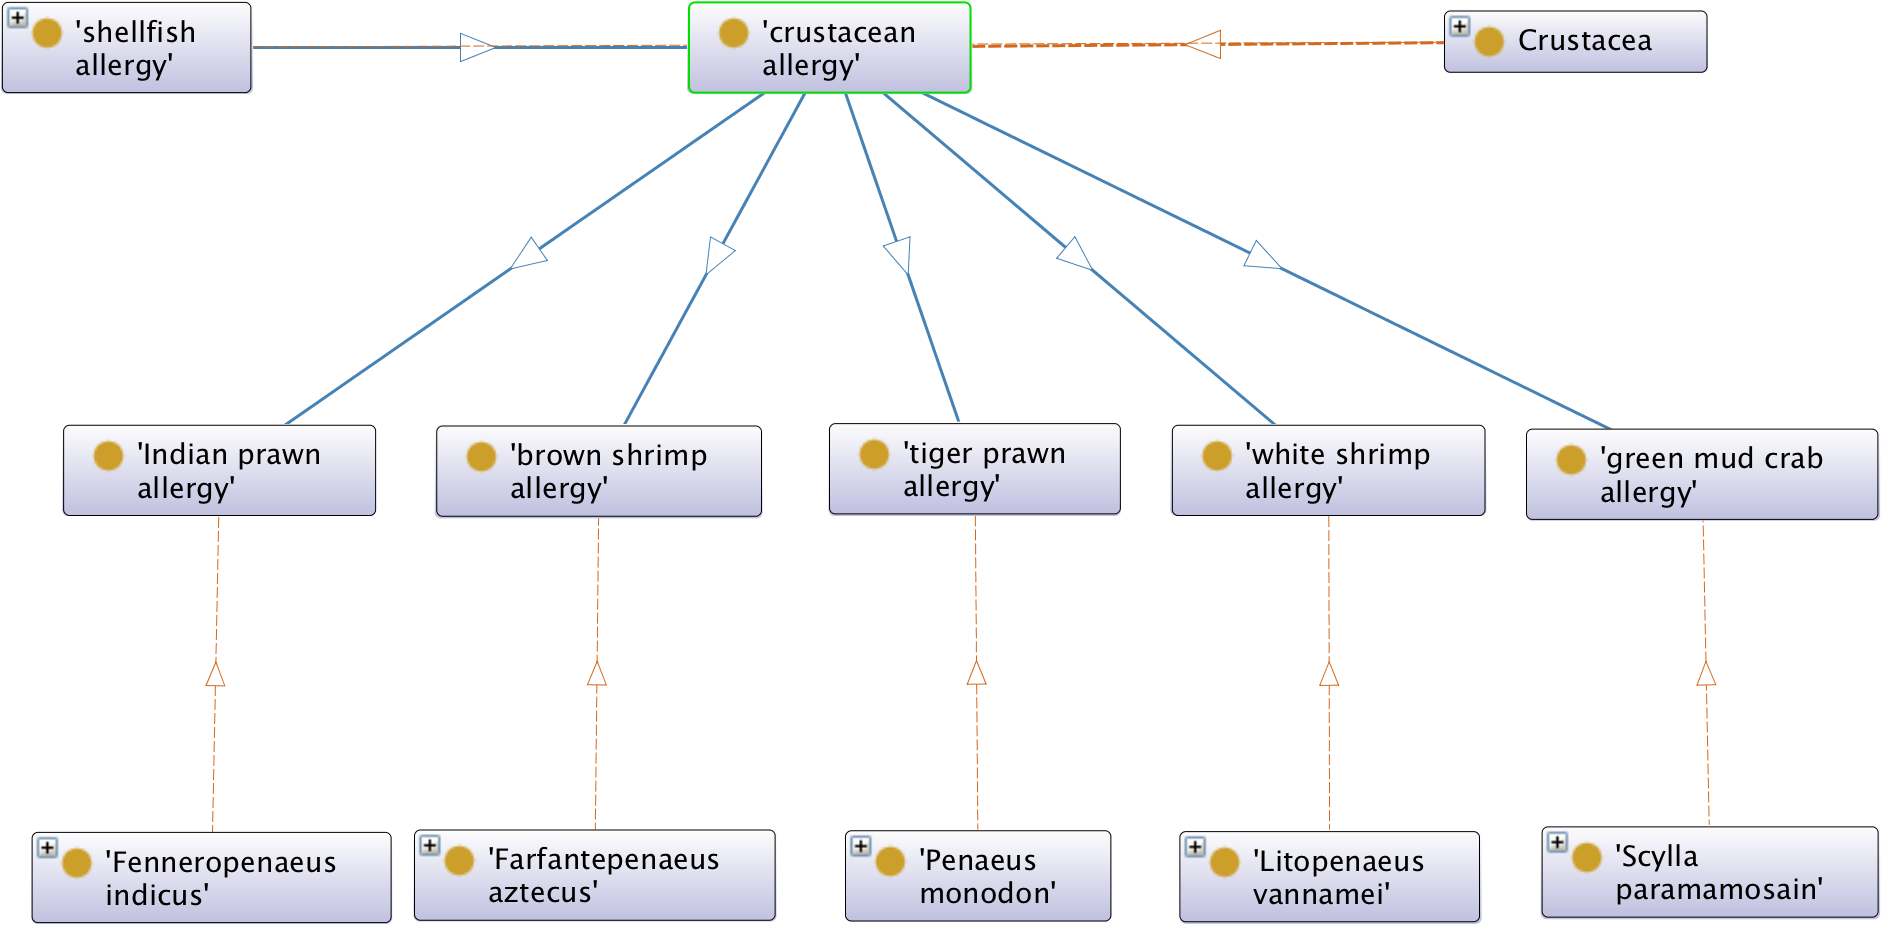 'shellfish
allergy'
'crustacean
allergy'
Crustacea
'Indian prawn
allergy'
'brown shrimp
allergy'
'tiger prawn
allergy'
'white shrimp
allergy'
'green mud crab
allergy'
'Fenneropenaeus
indicus'
'Farfantepenaeus
aztecus'
'Penaeus
monodon'
'Litopenaeus
vannamei'
'Scylla
paramamosain'